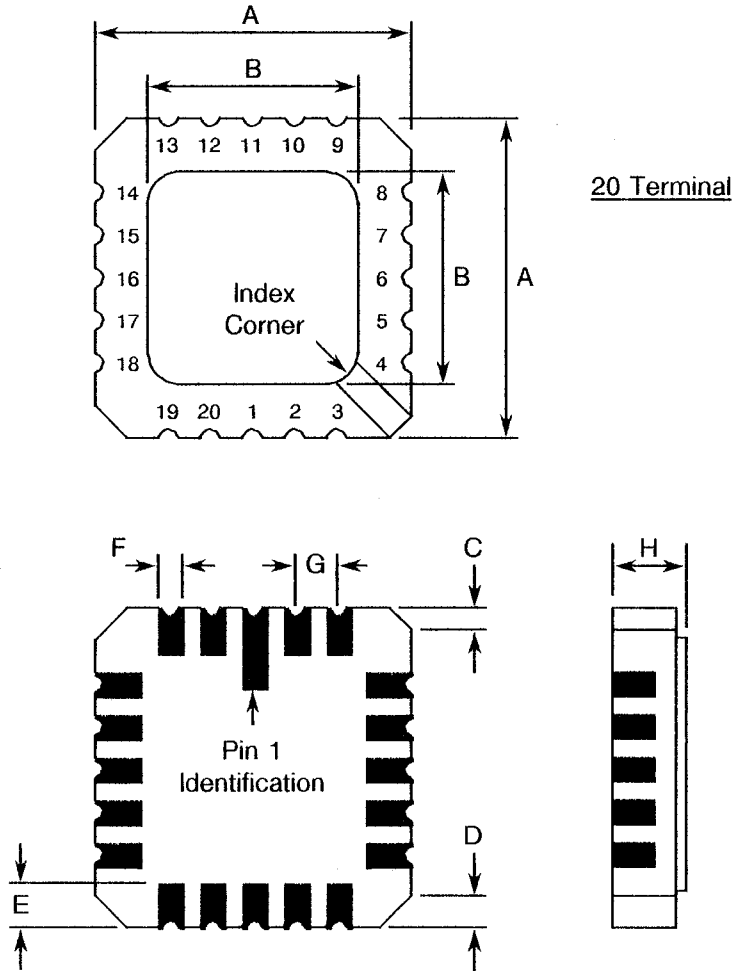 A
B
13 12 11 10 9
14 8
20 Terminal
15 7
16 6
B A
Index
Corner
17 5
18 4
19 20 1 2 3
F G C H
Pin 1
Identification
D
E